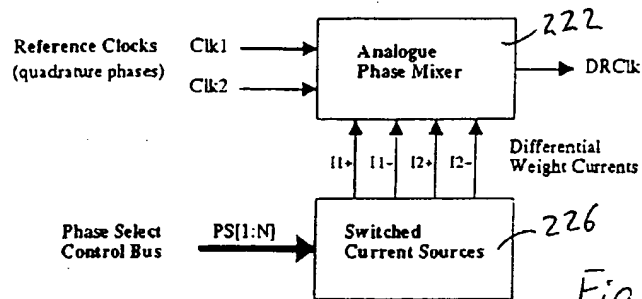 222
Reference Clocks
(quadrature phases)
Clk1
Clk2
Analogue
Phase Mixer
DRClk
I1+
I1-
I2+
I2-
Differential
Weight Currents
226
Phase Select
Control Bus
PS[1:N]
Switched
Current Sources
Fig